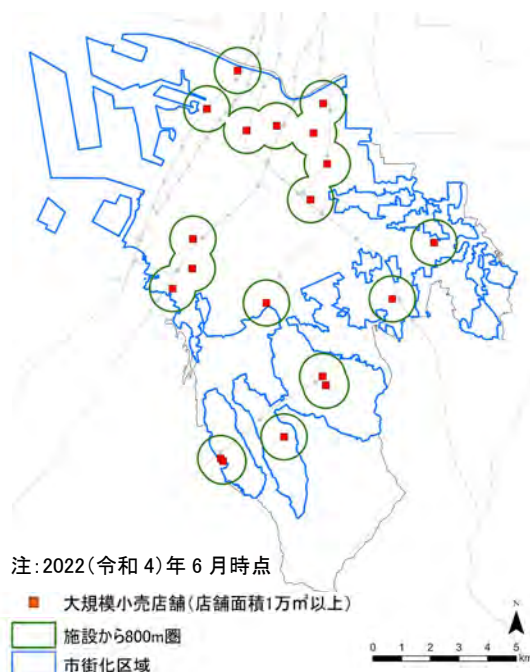 注:2022(令和4)年6月時点
大規模小売店舗(店舗面積1万㎡以上)
施設から800m圏
市街化区域
N
0 1 2 3 4 5
km